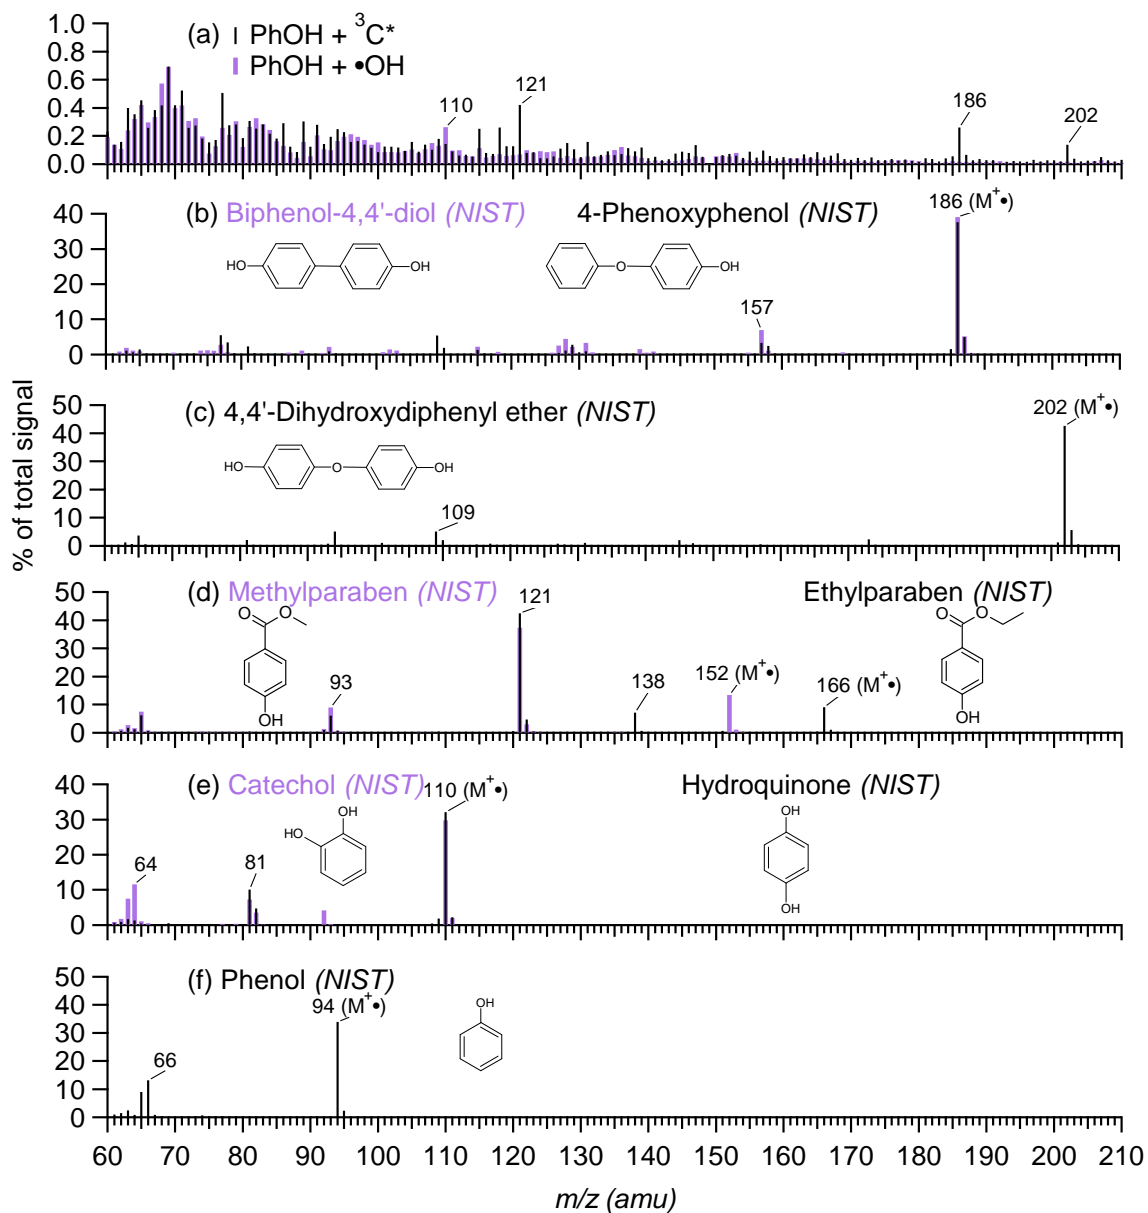 (a) | PhOH + ³C*
PhOH + •OH
1.0
0.8
0.6
0.4
0.2
0.0
110
121
186
202
(b) Biphenol-4,4'-diol (NIST) 4-Phenoxyphenol (NIST)
186 (M⁺•)
157
HO
OH
O
OH
40
30
20
10
0
% of total signal
(c) 4,4'-Dihydroxydiphenyl ether (NIST)
202 (M⁺•)
109
HO
O
OH
50
40
30
20
10
0
(d) Methylparaben (NIST) Ethylparaben (NIST)
121
93
138
152 (M⁺•)
166 (M⁺•)
O
O
OH
O
O
OH
50
40
30
20
10
0
(e) Catechol (NIST) 110 (M⁺•) Hydroquinone (NIST)
64
81
OH
HO
OH
OH
40
30
20
10
0
(f) Phenol (NIST)
94 (M⁺•)
66
OH
50
40
30
20
10
0
60 70 80 90 100 110 120 130 140 150 160 170 180 190 200 210
m/z (amu)